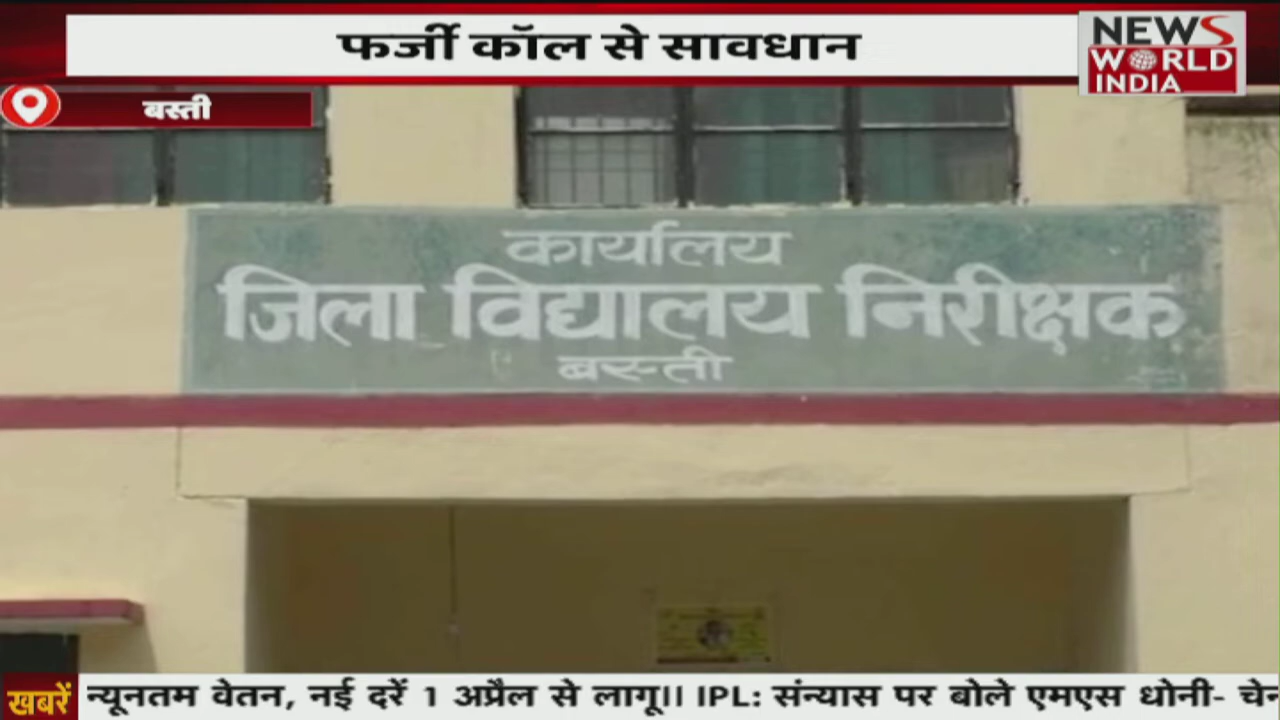 फर्जी कॉल से सावधान
NEWS
WORLD
INDIA
बस्ती
कार्यालय
जिला विद्यालय निरीक्षक
बस्ती
खबरें
न्यूनतम वेतन, नई दरें 1 अप्रैल से लागू।। IPL: संन्यास पर बोले एमएस धोनी- चेन